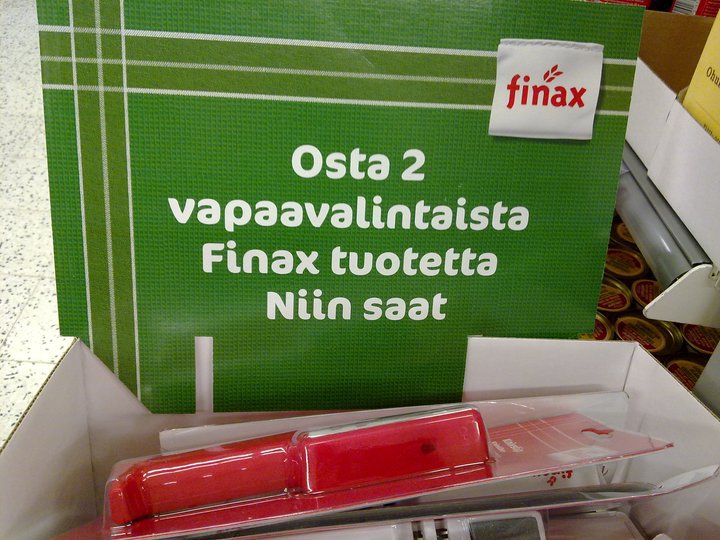 finax
Osta 2
vapaavalintaista
Finax tuotetta
Niin saat